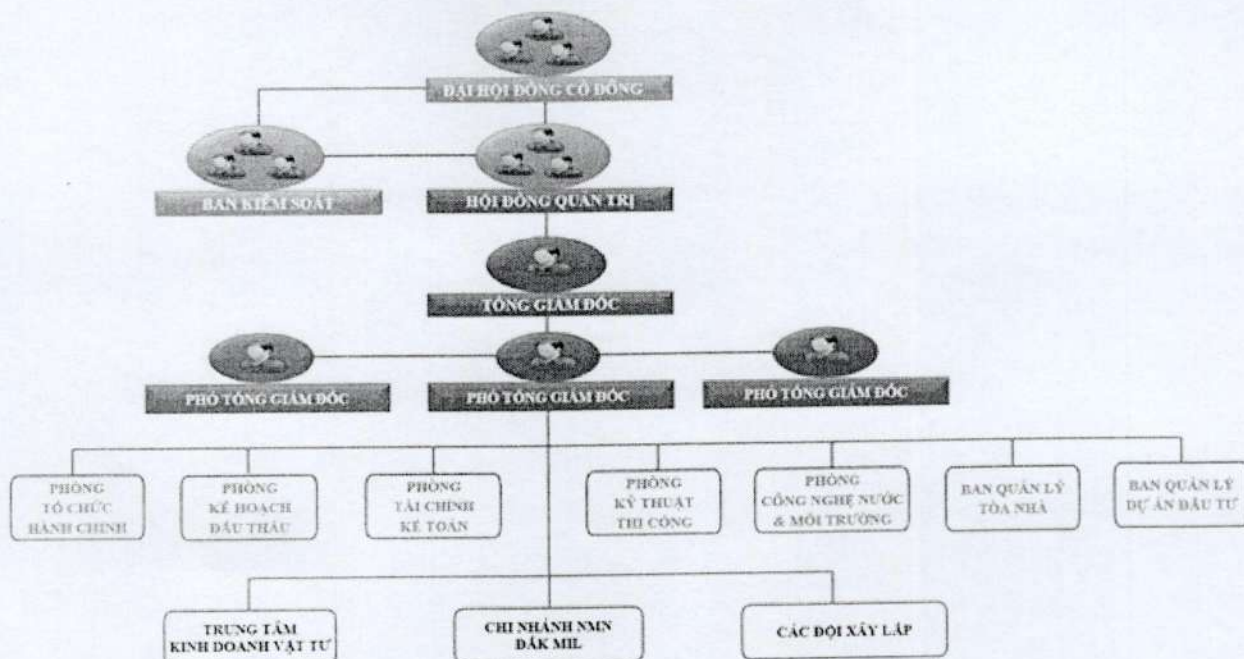 ĐẠI HỘI ĐỒNG CỔ ĐÔNG
BAN KIỂM SOÁT
HỘI ĐỒNG QUẢN TRỊ
TỔNG GIÁM ĐỐC
PHÓ TỔNG GIÁM ĐỐC
PHÓ TỔNG GIÁM ĐỐC
PHÓ TỔNG GIÁM ĐỐC
PHÒNG
TỔ CHỨC
HÀNH CHÍNH
PHÒNG
KẾ HOẠCH
ĐẤU THẦU
PHÒNG
TÀI CHÍNH
KẾ TOÁN
PHÒNG
KỸ THUẬT
THI CÔNG
PHÒNG
CÔNG NGHỆ NƯỚC
& MÔI TRƯỜNG
BAN QUẢN LÝ
TÒA NHÀ
BAN QUẢN LÝ
DỰ ÁN ĐẦU TƯ
TRUNG TÂM
KINH DOANH VẬT TƯ
CHI NHÁNH NMN
ĐẮK MIL
CÁC ĐỘI XÂY LẮP